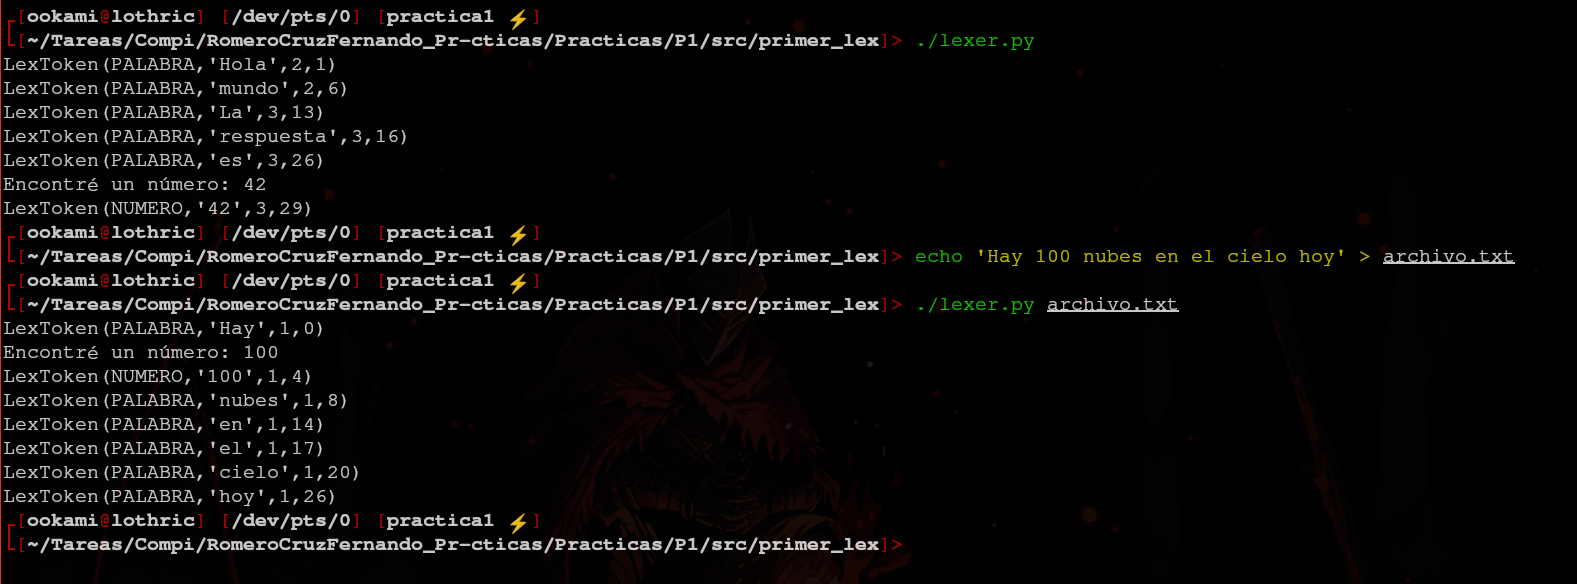 ┌[ookami@lothric] [/dev/pts/0] [practica1 ⚡]
└[~/Tareas/Compi/RomeroCruzFernando_Pr-cticas/Practicas/P1/src/primer_lex]> ./lexer.py
LexToken(PALABRA,'Hola',2,1)
LexToken(PALABRA,'mundo',2,6)
LexToken(PALABRA,'La',3,13)
LexToken(PALABRA,'respuesta',3,16)
LexToken(PALABRA,'es',3,26)
Encontré un número: 42
LexToken(NUMERO,'42',3,29)
┌[ookami@lothric] [/dev/pts/0] [practica1 ⚡]
└[~/Tareas/Compi/RomeroCruzFernando_Pr-cticas/Practicas/P1/src/primer_lex]> echo 'Hay 100 nubes en el cielo hoy' > archivo.txt
┌[ookami@lothric] [/dev/pts/0] [practica1 ⚡]
└[~/Tareas/Compi/RomeroCruzFernando_Pr-cticas/Practicas/P1/src/primer_lex]> ./lexer.py archivo.txt
LexToken(PALABRA,'Hay',1,0)
Encontré un número: 100
LexToken(NUMERO,'100',1,4)
LexToken(PALABRA,'nubes',1,8)
LexToken(PALABRA,'en',1,14)
LexToken(PALABRA,'el',1,17)
LexToken(PALABRA,'cielo',1,20)
LexToken(PALABRA,'hoy',1,26)
┌[ookami@lothric] [/dev/pts/0] [practica1 ⚡]
└[~/Tareas/Compi/RomeroCruzFernando_Pr-cticas/Practicas/P1/src/primer_lex]>